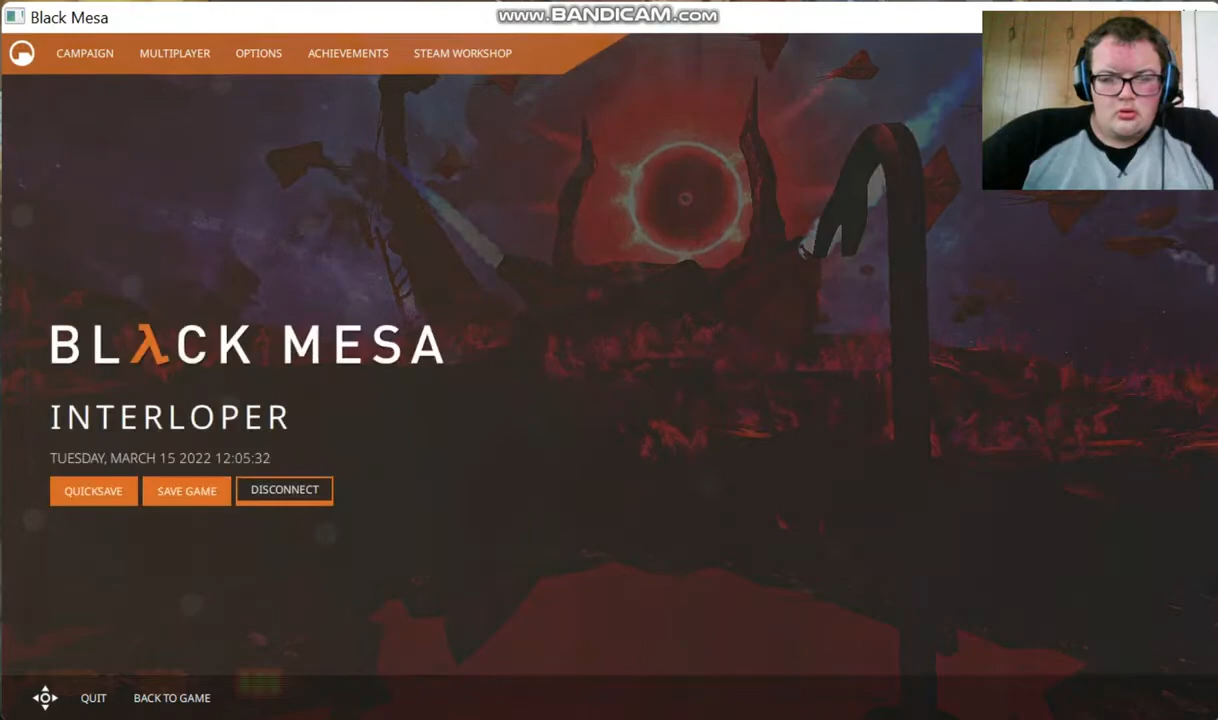 Black Mesa
www.BANDICAM.com
CAMPAIGN MULTIPLAYER OPTIONS ACHIEVEMENTS STEAM WORKSHOP
BLλCK MESA
INTERLOPER
TUESDAY, MARCH 15 2022 12:05:32
QUICKSAVE SAVE GAME DISCONNECT
QUIT BACK TO GAME